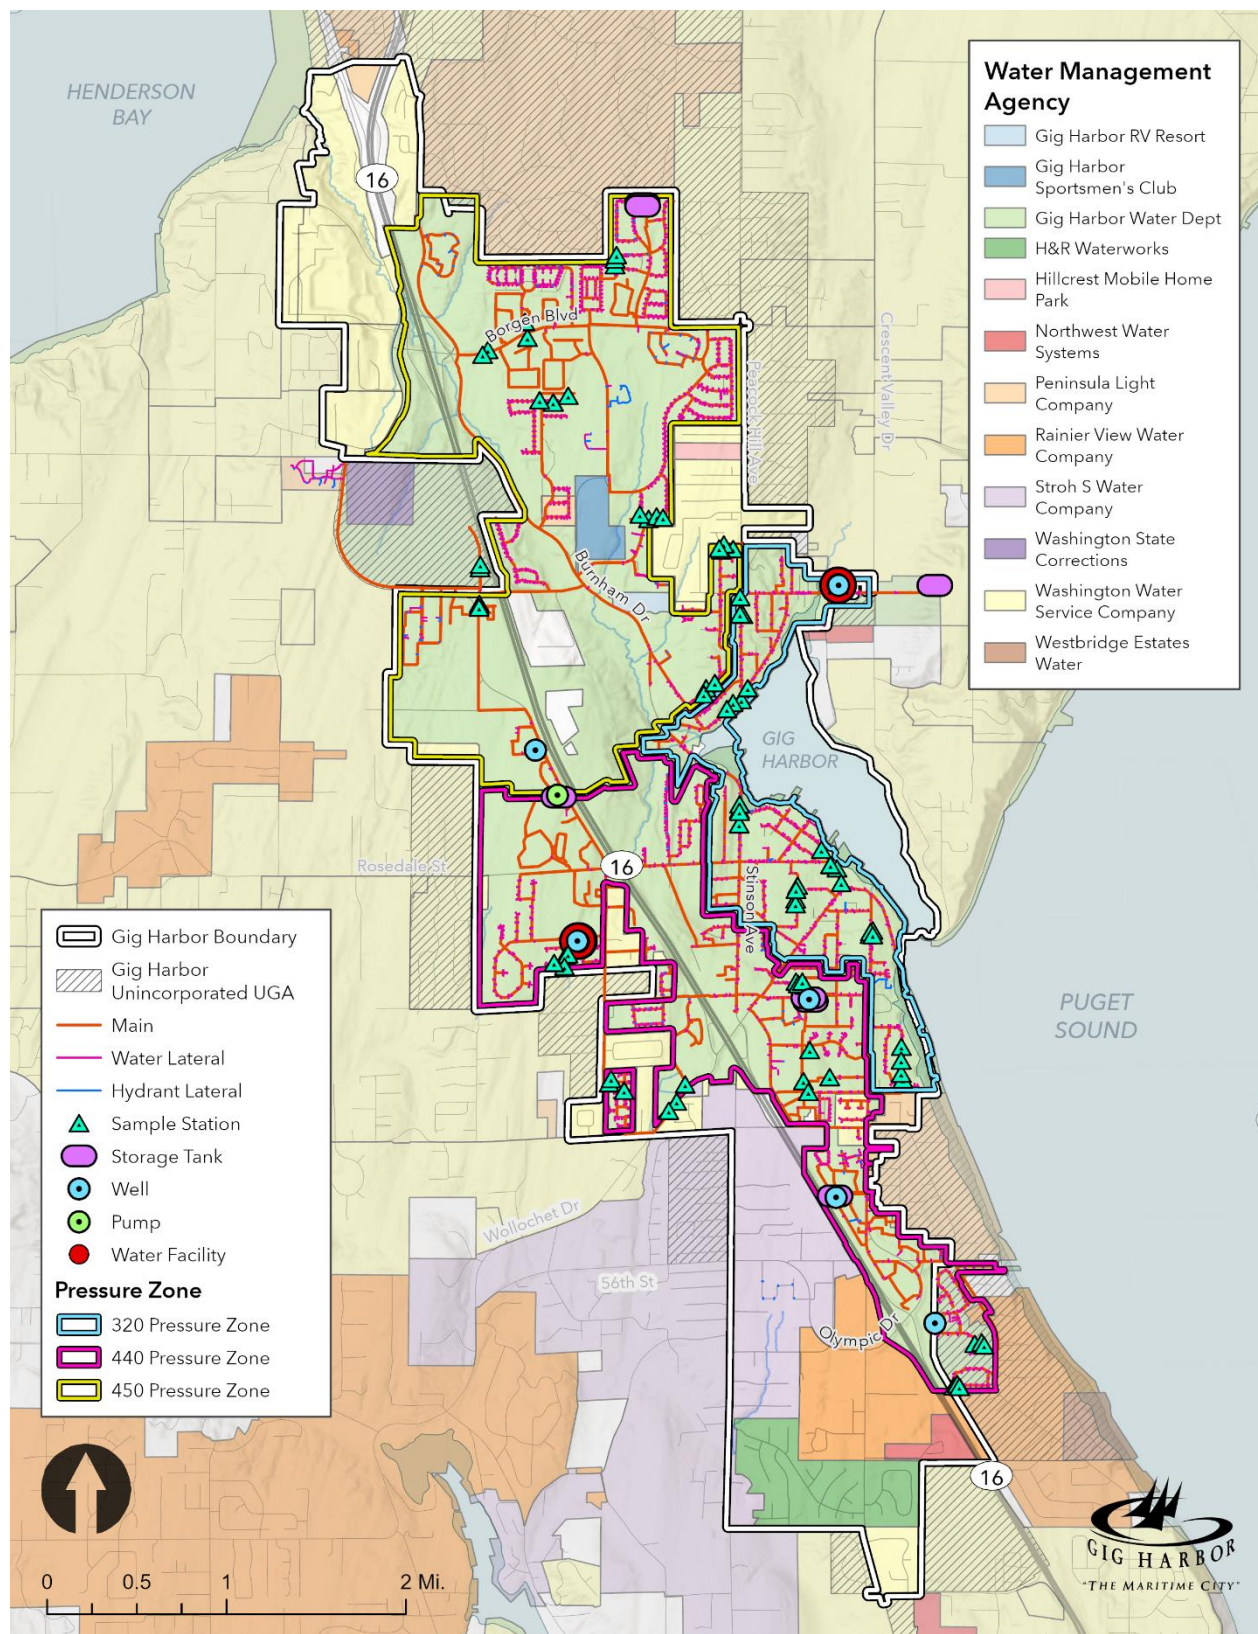 HENDERSON
BAY
16
Borgen Blvd
Peacock Hill Ave
Crescent Valley Dr
Burnham Dr
GIG
HARBOR
Rosedale St
16
Stinson Ave
PUGET
SOUND
Wollochet Dr
56th St
Olympic Dr
16
Water Management
Agency
Gig Harbor RV Resort
Gig Harbor
Sportsmen's Club
Gig Harbor Water Dept
H&R Waterworks
Hillcrest Mobile Home
Park
Northwest Water
Systems
Peninsula Light
Company
Rainier View Water
Company
Stroh S Water
Company
Washington State
Corrections
Washington Water
Service Company
Westbridge Estates
Water
Gig Harbor Boundary
Gig Harbor
Unincorporated UGA
Main
Water Lateral
Hydrant Lateral
Sample Station
Storage Tank
Well
Pump
Water Facility
Pressure Zone
320 Pressure Zone
440 Pressure Zone
450 Pressure Zone
0 0.5 1 2 Mi.
GIG HARBOR
"THE MARITIME CITY"